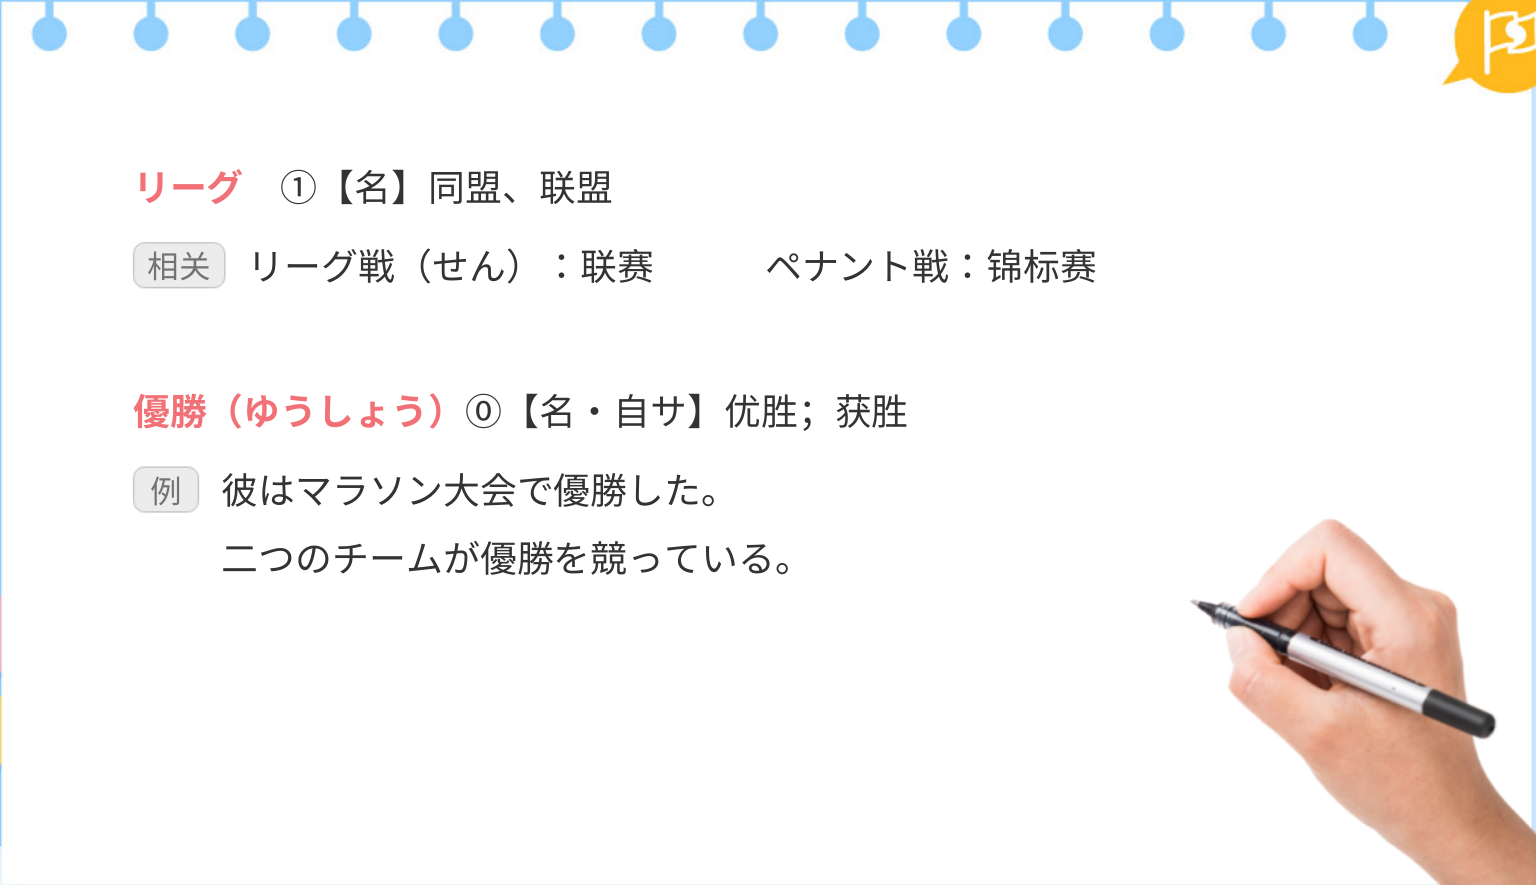 リーグ　①【名】同盟、联盟
相关 リーグ戦（せん）：联赛　　　ペナント戦：锦标赛
優勝（ゆうしょう）⓪【名・自サ】优胜；获胜
例 彼はマラソン大会で優勝した。
二つのチームが優勝を競っている。